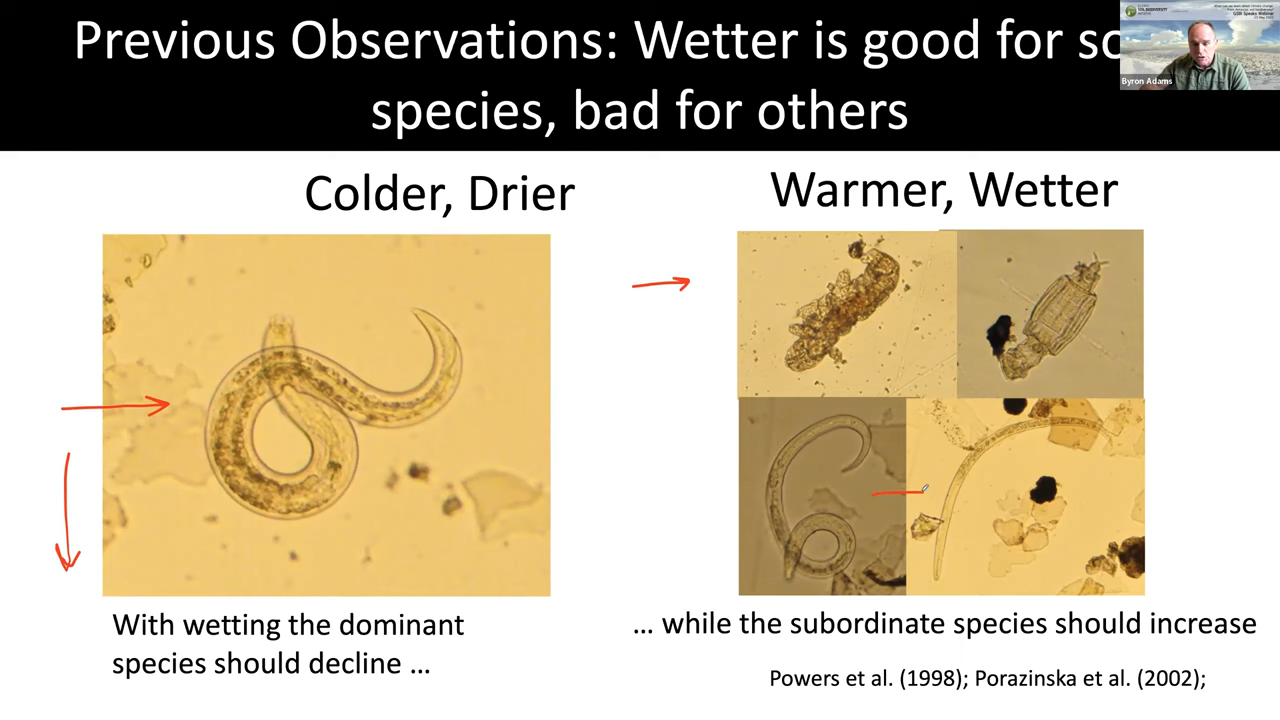 Previous Observations: Wetter is good for so
species, bad for others
Byron Adams
Colder, Drier
Warmer, Wetter
With wetting the dominant
species should decline ...
... while the subordinate species should increase
Powers et al. (1998); Porazinska et al. (2002);